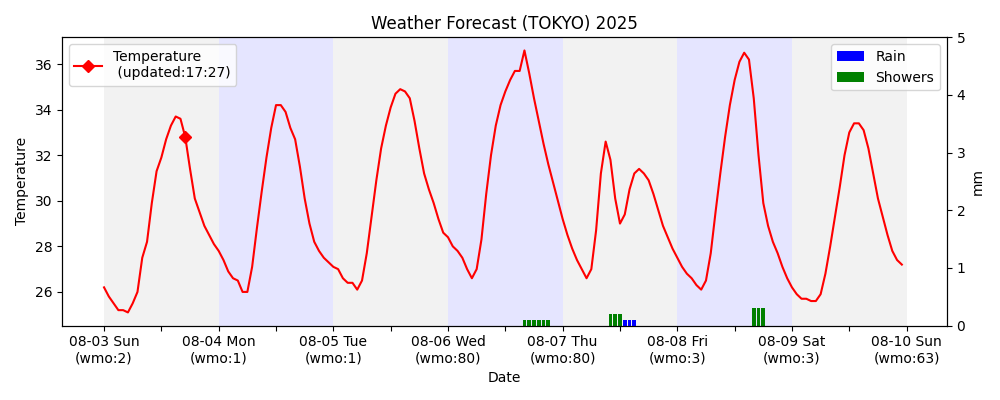 Weather Forecast (TOKYO) 2025
Temperature
(updated:17:27)
Rain
Showers
36
34
32
30
28
26
Temperature
5
4
3
2
1
0
mm
08-03 Sun 08-04 Mon 08-05 Tue 08-06 Wed 08-07 Thu 08-08 Fri 08-09 Sat 08-10 Sun
(wmo:2) (wmo:1) (wmo:1) (wmo:80) (wmo:80) (wmo:3) (wmo:3) (wmo:63)
Date